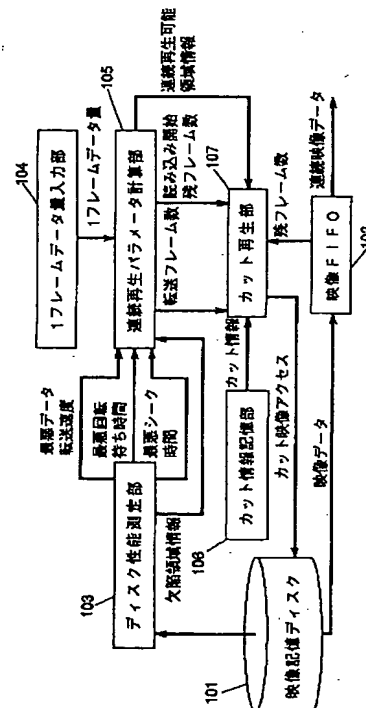 104
1フレームデータ量入力部
1フレームデータ量
105
連続再生パラメータ計算部
連続再生可能
領域情報
最悪データ
転送速度
最悪回転
待ち時間
最悪シーク
時間
103
ディスク性能測定部
欠陥領域情報
転送フレーム数
読み込み開始
残フレーム数
107
カット再生部
カット情報
106
カット情報記憶部
カット映像アクセス
残フレーム数
連続映像データ
映像FIFO
映像データ
101
映像記憶ディスク